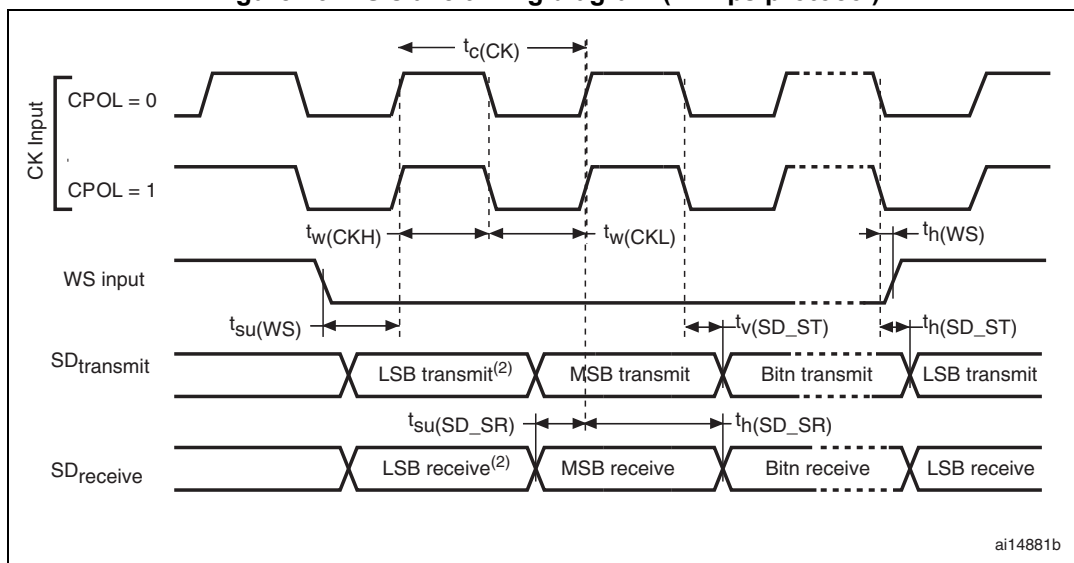 tc(CK)
CK Input
CPOL = 0
CPOL = 1
tw(CKH)
tw(CKL)
th(WS)
WS input
tsu(WS)
tv(SD_ST)
th(SD_ST)
SDtransmit
LSB transmit(2)
MSB transmit
Bitn transmit
LSB transmit
tsu(SD_SR)
th(SD_SR)
SDreceive
LSB receive(2)
MSB receive
Bitn receive
LSB receive
ai14881b